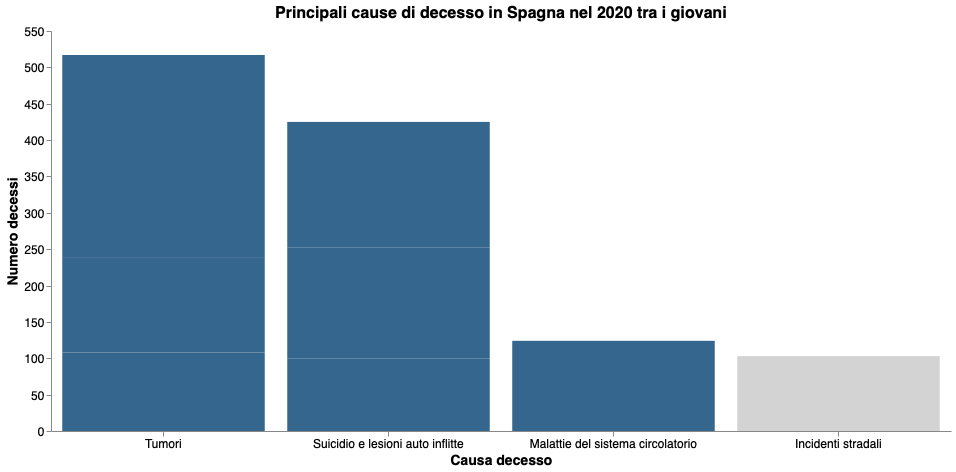 Principali cause di decesso in Spagna nel 2020 tra i giovani
550
500
450
400
350
300
250
200
150
100
50
0
Numero decessi
Tumori
Suicidio e lesioni auto inflitte
Malattie del sistema circolatorio
Incidenti stradali
Causa decesso